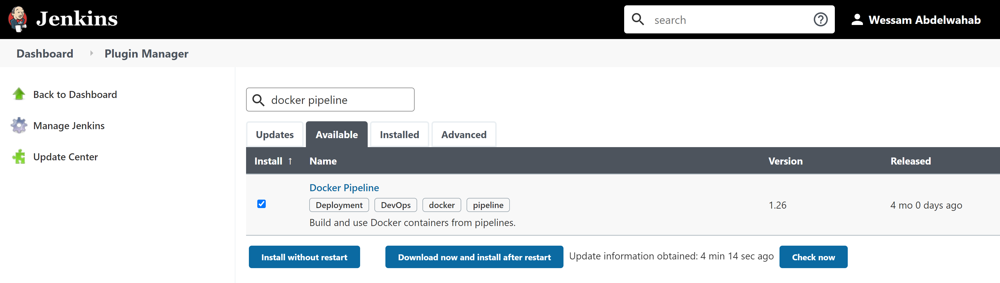 Jenkins
search
Wessam Abdelwahab
Dashboard Plugin Manager
Back to Dashboard
Manage Jenkins
Update Center
docker pipeline
Updates Available Installed Advanced
Install ↑ Name Version Released
Docker Pipeline
Deployment DevOps docker pipeline
Build and use Docker containers from pipelines.
1.26
4 mo 0 days ago
Install without restart Download now and install after restart Update information obtained: 4 min 14 sec ago Check now